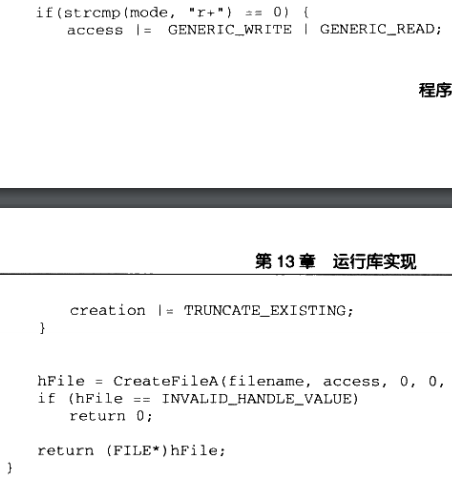 if(strcmp(mode, "r+") == 0) {
access |= GENERIC_WRITE | GENERIC_READ;
程序
第 13 章 运行库实现
creation |= TRUNCATE_EXISTING;
}
hFile = CreateFileA(filename, access, 0, 0,
if (hFile == INVALID_HANDLE_VALUE)
return 0;
return (FILE*)hFile;
}